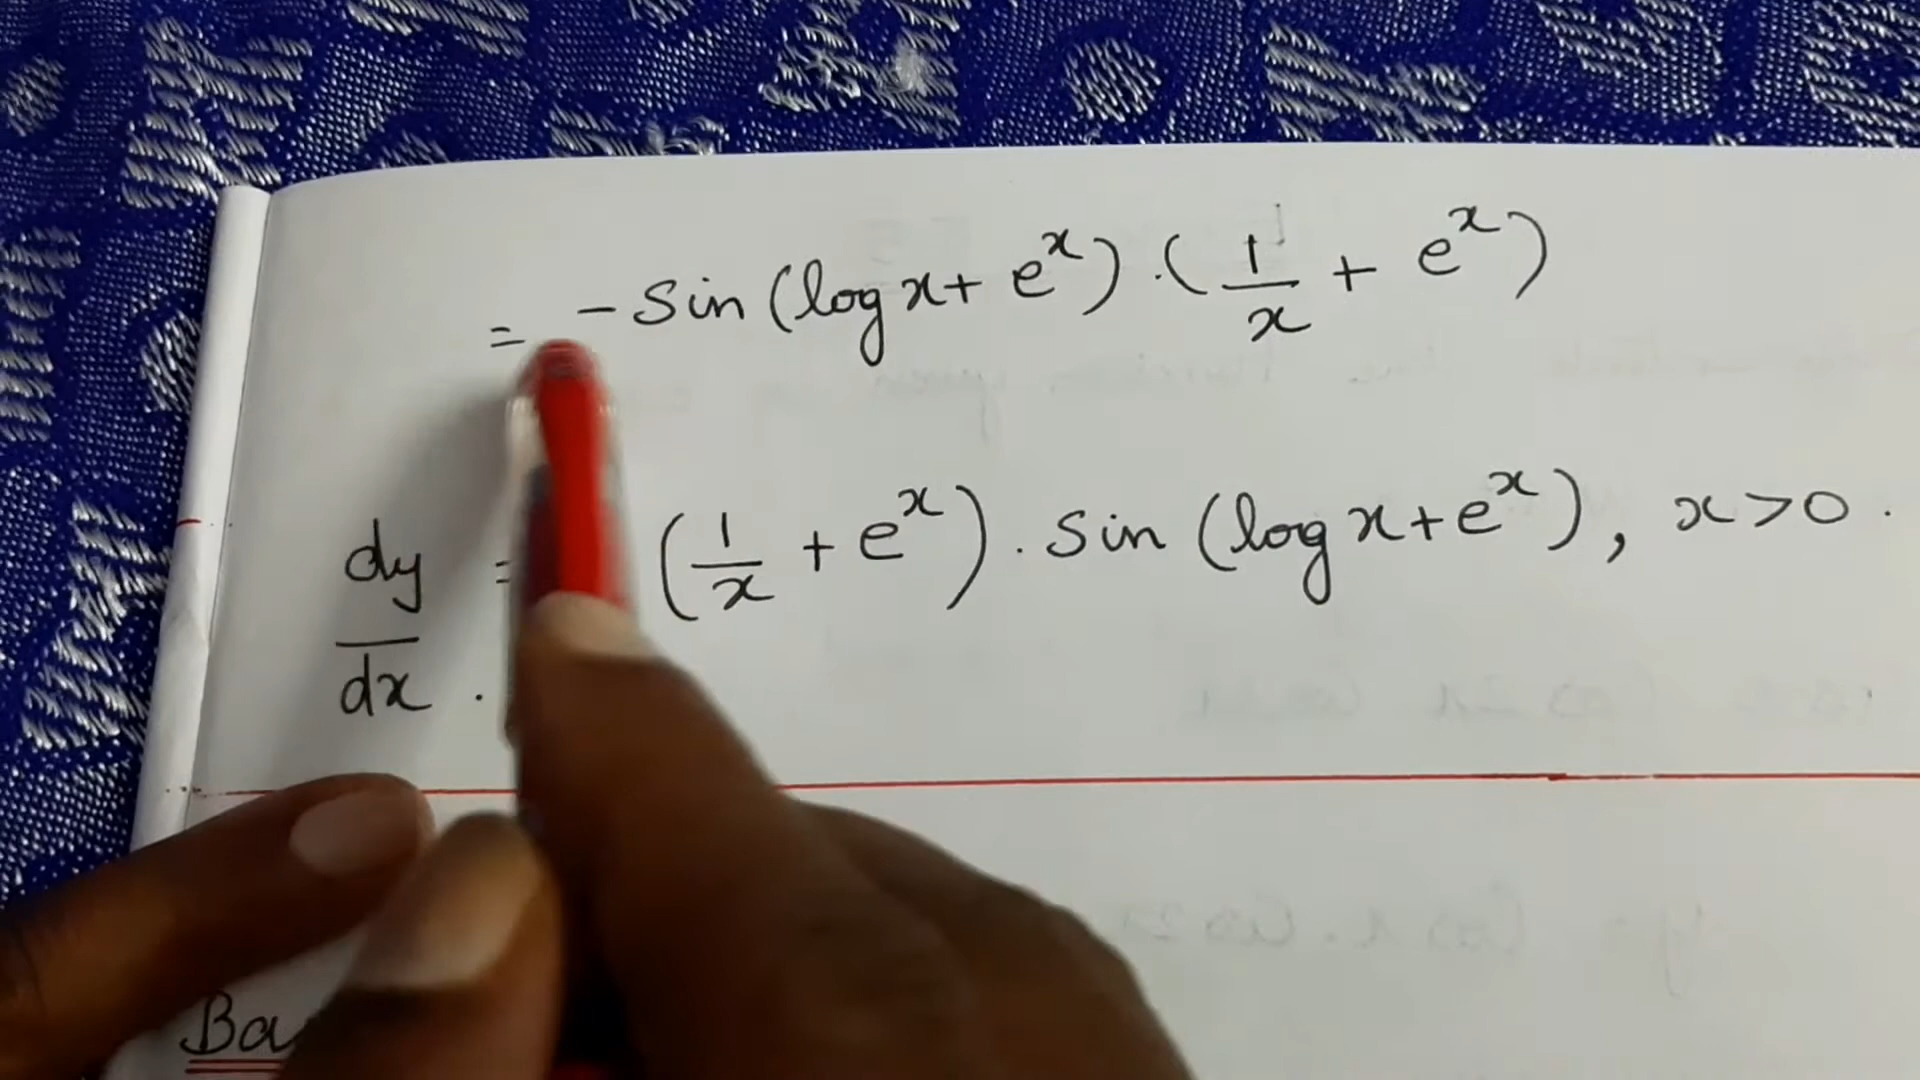 = - Sin (log x + e^x) . (1/x + e^x)
dy/dx = (1/x + e^x) . Sin (log x + e^x), x > 0 .